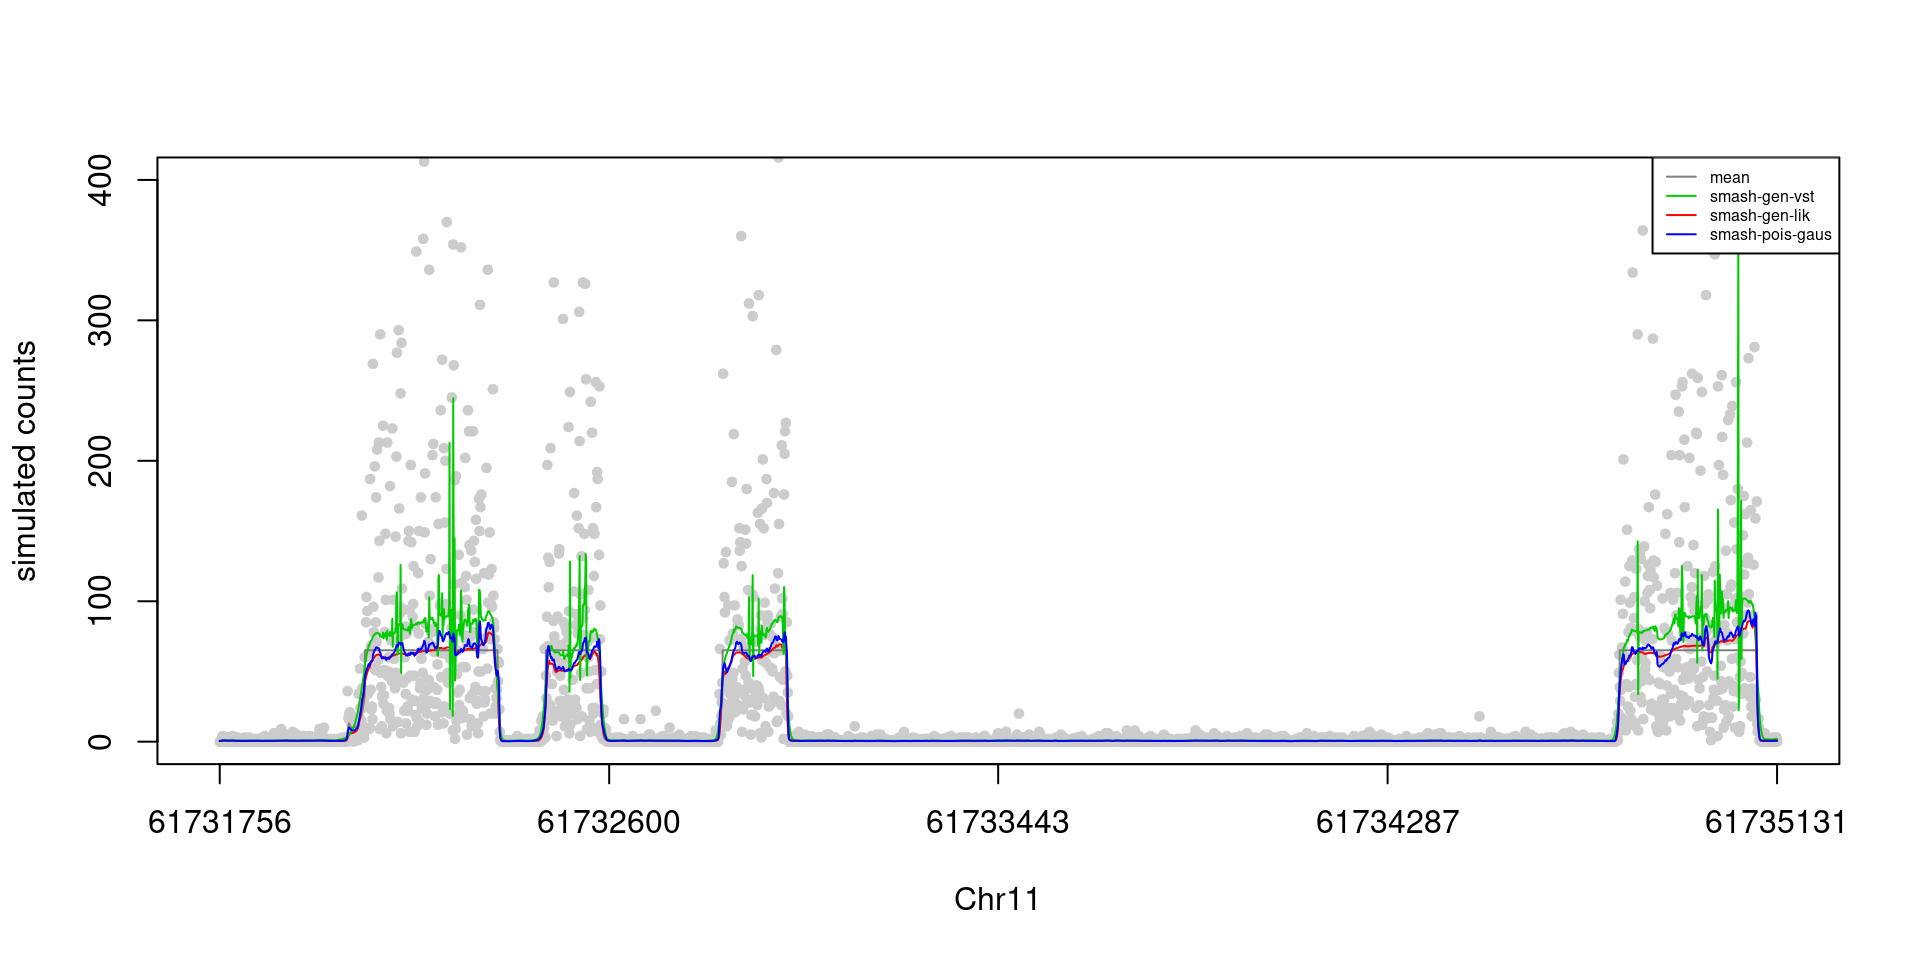 400
300
200
100
0
simulated counts
mean
smash-gen-vst
smash-gen-lik
smash-pois-gaus
61731756 61732600 61733443 61734287 61735131
Chr11